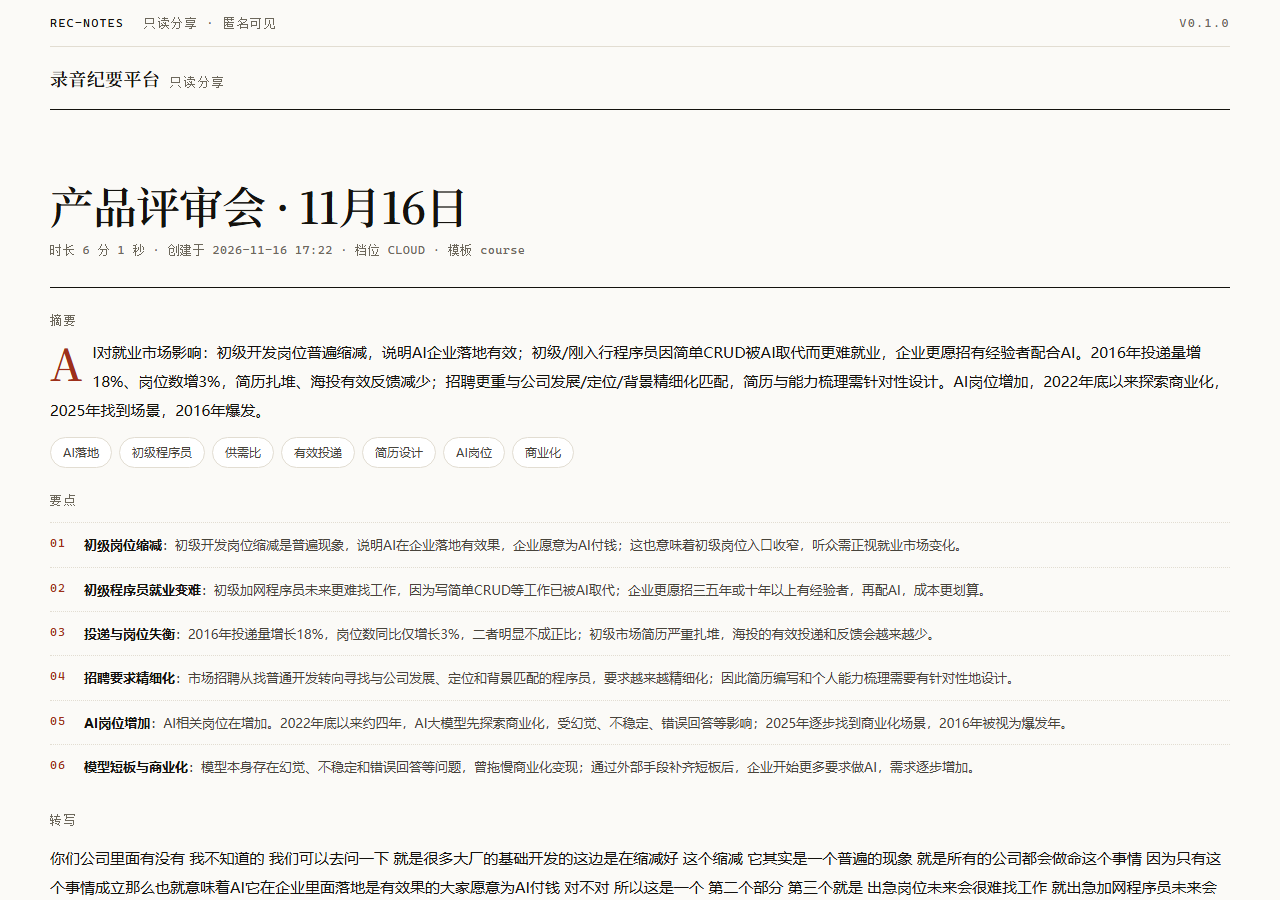 REC-NOTES 只读分享 · 匿名可见
V0.1.0
录音纪要平台 只读分享
产品评审会 · 11月16日
时长 6 分 1 秒 · 创建于 2026-11-16 17:22 · 档位 CLOUD · 模板 course
摘要
AI对就业市场影响：初级开发岗位普遍缩减，说明AI企业落地有效；初级/刚入行程序员因简单CRUD被AI取代而更难就业，企业更愿招有经验者配合AI。2016年投递量增
18%、岗位数增3%，简历扎堆、海投有效反馈减少；招聘更重与公司发展/定位/背景精细化匹配，简历与能力梳理需针对性设计。AI岗位增加，2022年底以来探索商业化，
2025年找到场景，2016年爆发。
AI落地 初级程序员 供需比 有效投递 简历设计 AI岗位 商业化
要点
01 初级岗位缩减：初级开发岗位缩减是普遍现象，说明AI在企业落地有效果，企业愿意为AI付钱；这也意味着初级岗位入口收窄，听众需正视就业市场变化。
02 初级程序员就业变难：初级加网程序员未来更难找工作，因为写简单CRUD等工作已被AI取代；企业更愿招三五年或十年以上有经验者，再配AI，成本更划算。
03 投递与岗位失衡：2016年投递量增长18%，岗位数同比仅增长3%，二者明显不成正比；初级市场简历严重扎堆，海投的有效投递和反馈会越来越少。
04 招聘要求精细化：市场招聘从找普通开发转向寻找与公司发展、定位和背景匹配的程序员，要求越来越精细化；因此简历编写和个人能力梳理需要有针对性地设计。
05 AI岗位增加：AI相关岗位在增加。2022年底以来约四年，AI大模型先探索商业化，受幻觉、不稳定、错误回答等影响；2025年逐步找到商业化场景，2016年被视为爆发年。
06 模型短板与商业化：模型本身存在幻觉、不稳定和错误回答等问题，曾拖慢商业化变现；通过外部手段补齐短板后，企业开始更多要求做AI，需求逐步增加。
转写
你们公司里面有没有 我不知道的 我们可以去问一下 就是很多大厂的基础开发的这边是在缩减好 这个缩减 它其实是一个普遍的现象 就是所有的公司都会做命这个事情 因为只有这
个事情成立那么也就意味着AI它在企业里面落地是有效果的大家愿意为AI付钱 对不对 所以这是一个 第二个部分 第三个就是 出急岗位未来会很难找工作 就出急加网程序员未来会